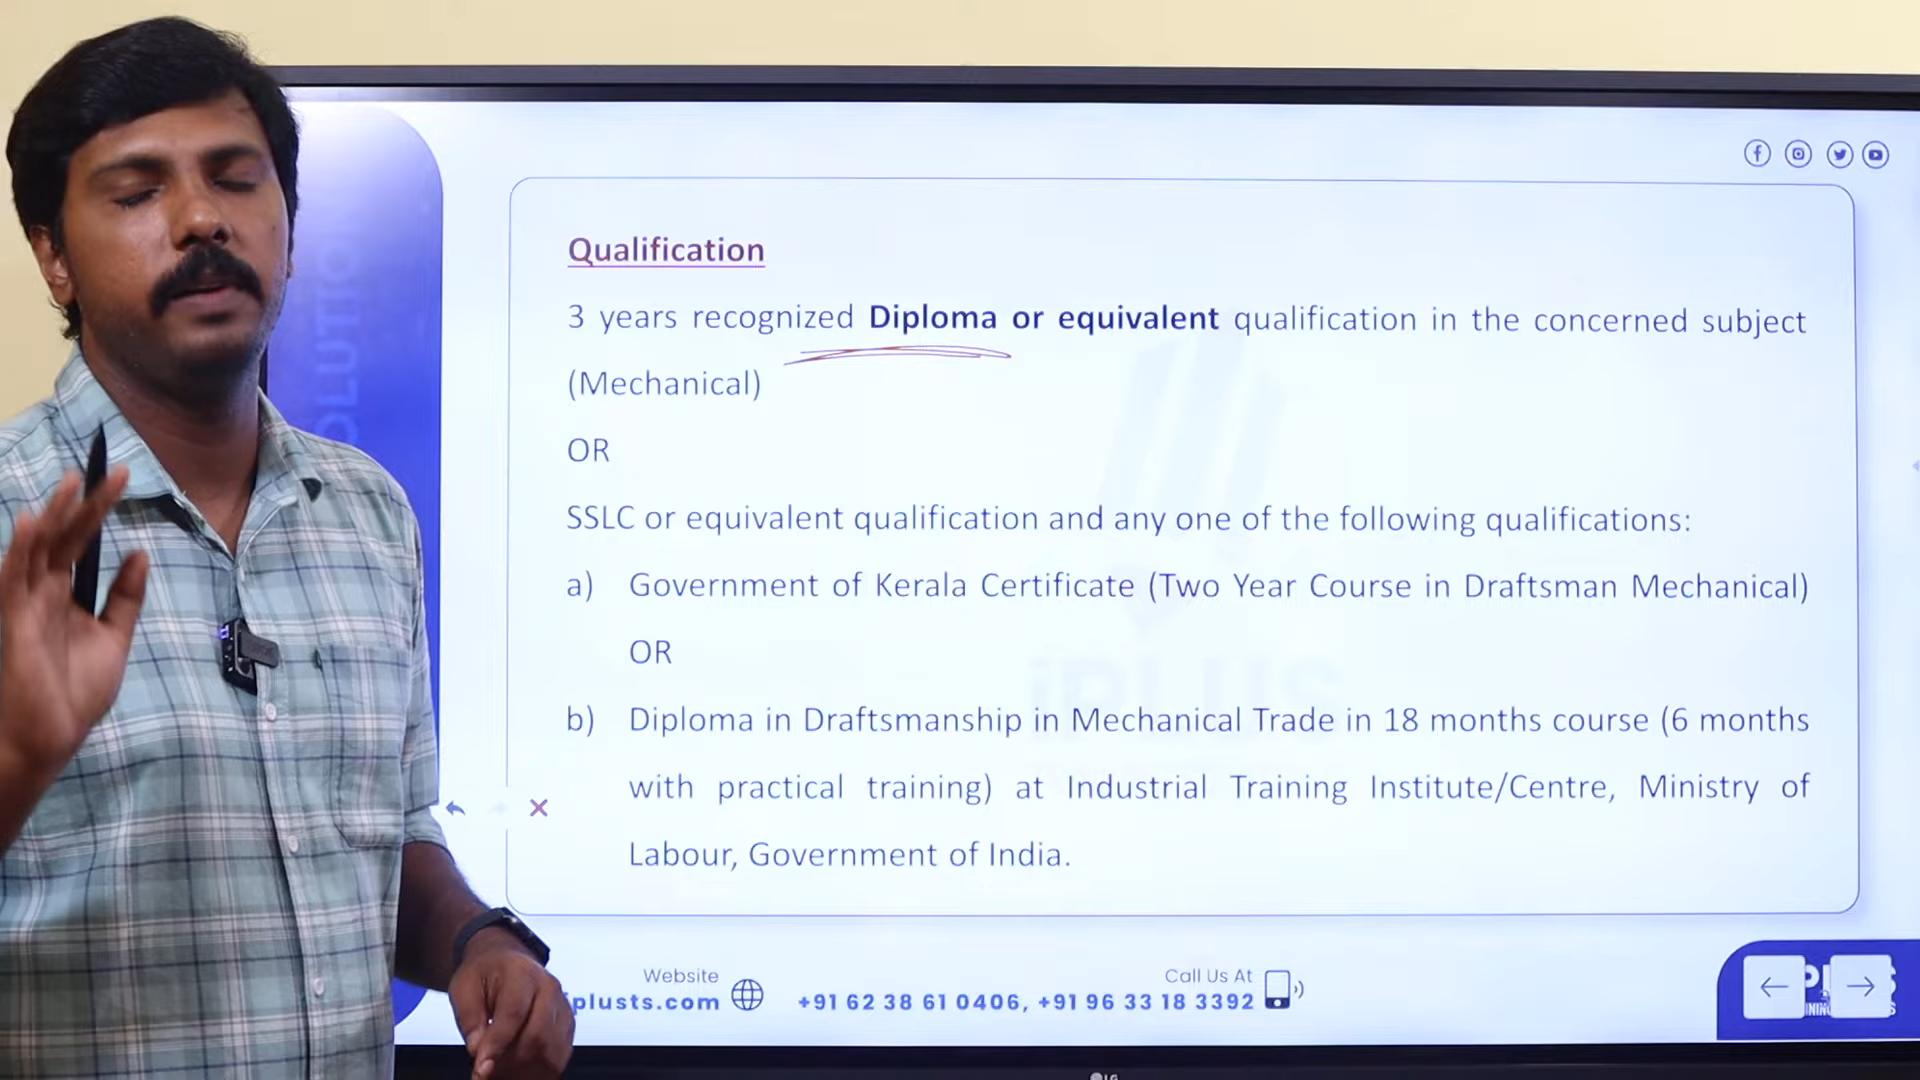 OLUTIO
Qualification
3 years recognized Diploma or equivalent qualification in the concerned subject
(Mechanical)
OR
SSLC or equivalent qualification and any one of the following qualifications:
a) Government of Kerala Certificate (Two Year Course in Draftsman Mechanical)
OR
b) Diploma in Draftsmanship in Mechanical Trade in 18 months course (6 months
with practical training) at Industrial Training Institute/Centre, Ministry of
Labour, Government of India.
iPLUS
Website
iplusts.com
Call Us At
+91 62 38 61 0406, +91 96 33 18 3392
LG